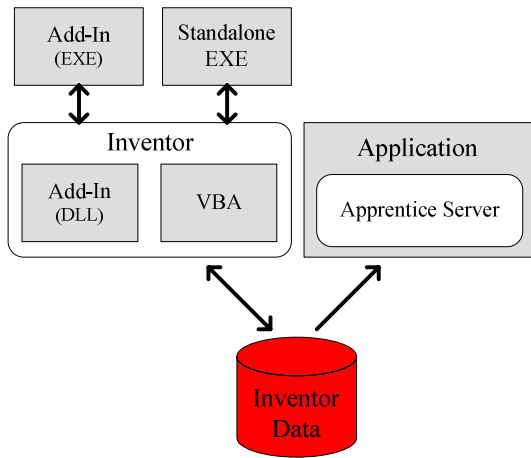 Add-In
(EXE)
Standalone
EXE
Inventor
Add-In
(DLL)
VBA
Application
Apprentice Server
Inventor
Data